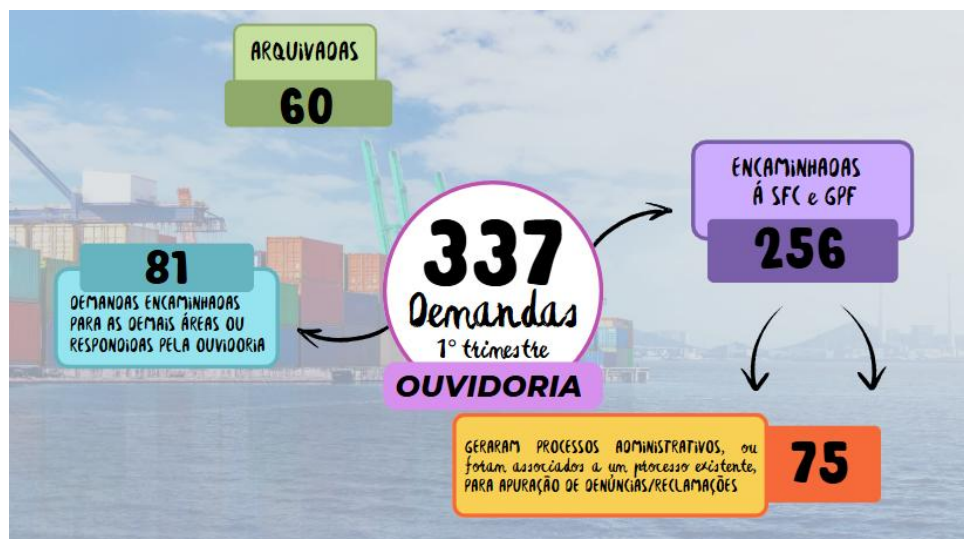 ARQUIVADAS
60
ENCAMINHADAS
Á SFC e GPF
256
337
Demandas
1° trimestre
OUVIDORIA
81
DEMANDAS ENCAMINHADAS
PARA AS DEMAIS ÁREAS OU
RESPONDIDAS PELA OUVIDORIA
GERARAM PROCESSOS ADMINISTRATIVOS, ou
foram associados a um processo existente,
PARA APURAÇÃO DE DENÚNCIAS/RECLAMAÇÕES
75